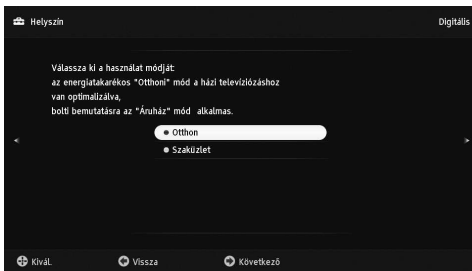 Helyszín
Digitális
Válassza ki a használat módját:
az energiatakarékos "Otthoni" mód a házi televíziózáshoz
van optimalizálva,
bolti bemutatásra az "Áruház" mód alkalmas.
Otthon
Szaküzlet
Kivál.
Vissza
Következő